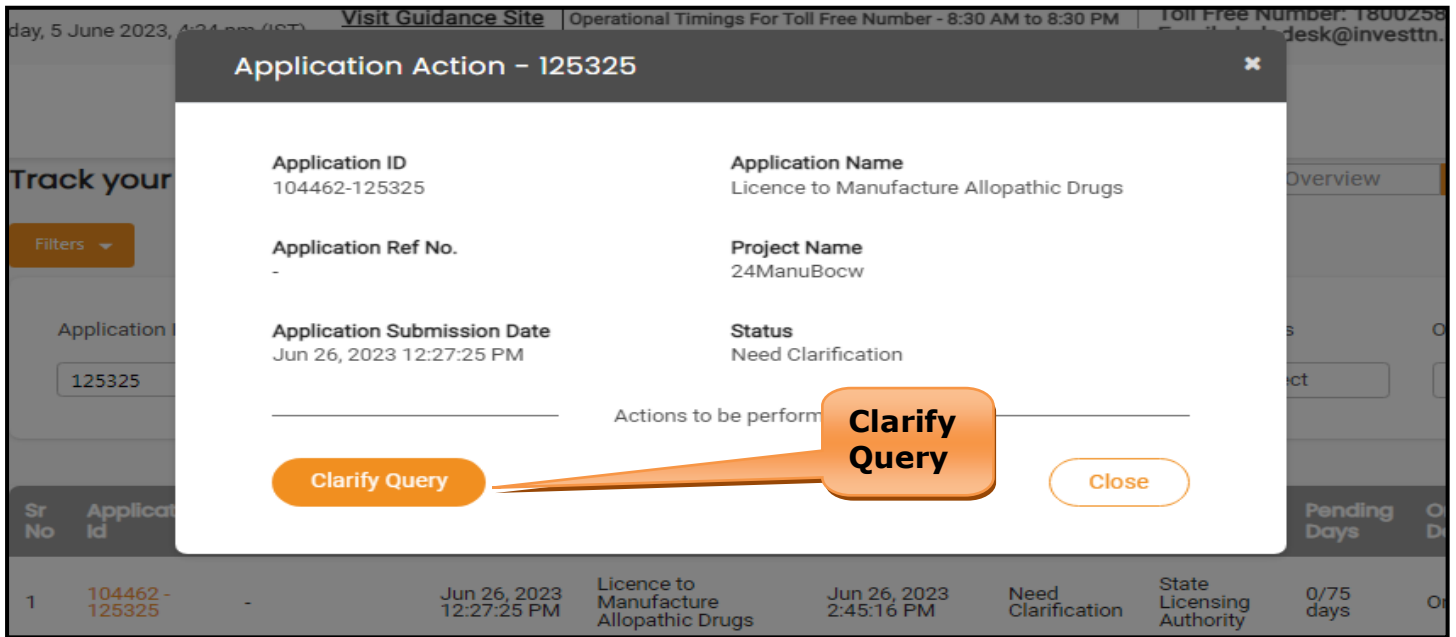 day, 5 June 2023, 4:24 pm (IST)
Visit Guidance Site
Operational Timings For Toll Free Number - 8:30 AM to 8:30 PM
Toll Free Number: 1800258
desk@investtn.
Application Action - 125325
Application ID
104462-125325
Application Name
Licence to Manufacture Allopathic Drugs
Application Ref No.
-
Project Name
24ManuBocw
Application Submission Date
Jun 26, 2023 12:27:25 PM
Status
Need Clarification
Actions to be perform
Clarify
Query
Clarify Query
Close
Track your
Overview
Filters
Application I
125325
Sr
No
Applicat
Id
Pending
Days
1
104462 -
125325
-
Jun 26, 2023
12:27:25 PM
Licence to
Manufacture
Allopathic Drugs
Jun 26, 2023
2:45:16 PM
Need
Clarification
State
Licensing
Authority
0/75
days